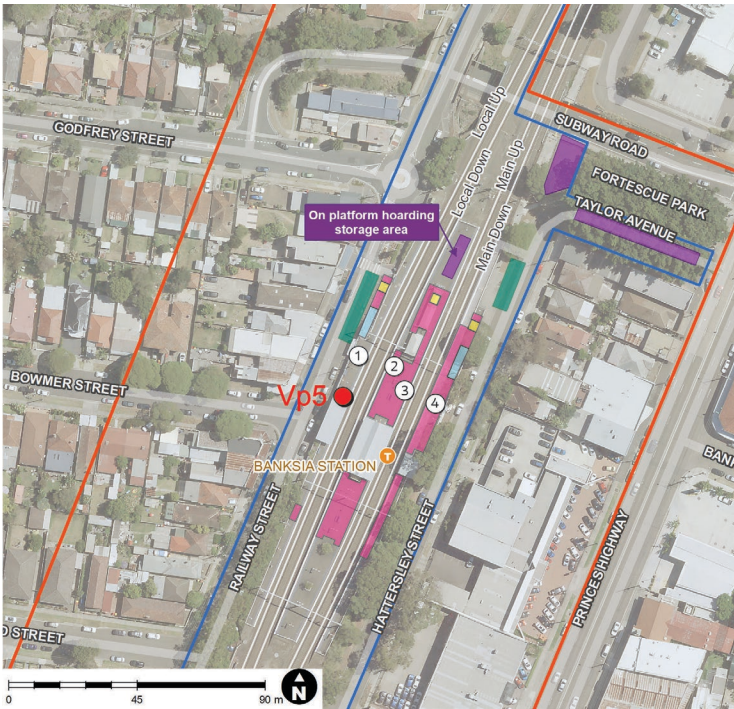 GODFREY STREET
Local Up
SUBWAY ROAD
Local Down
Main Up
FORTESCUE PARK
On platform hoarding
storage area
TAYLOR AVENUE
Main Down
1
2
3
4
BOWMER STREET
Vp5
BANKSIA STATION
T
RAILWAY STREET
HATTERSLEY STREET
PRINCES HIGHWAY
D STREET
BANK
0
45
90 m
N